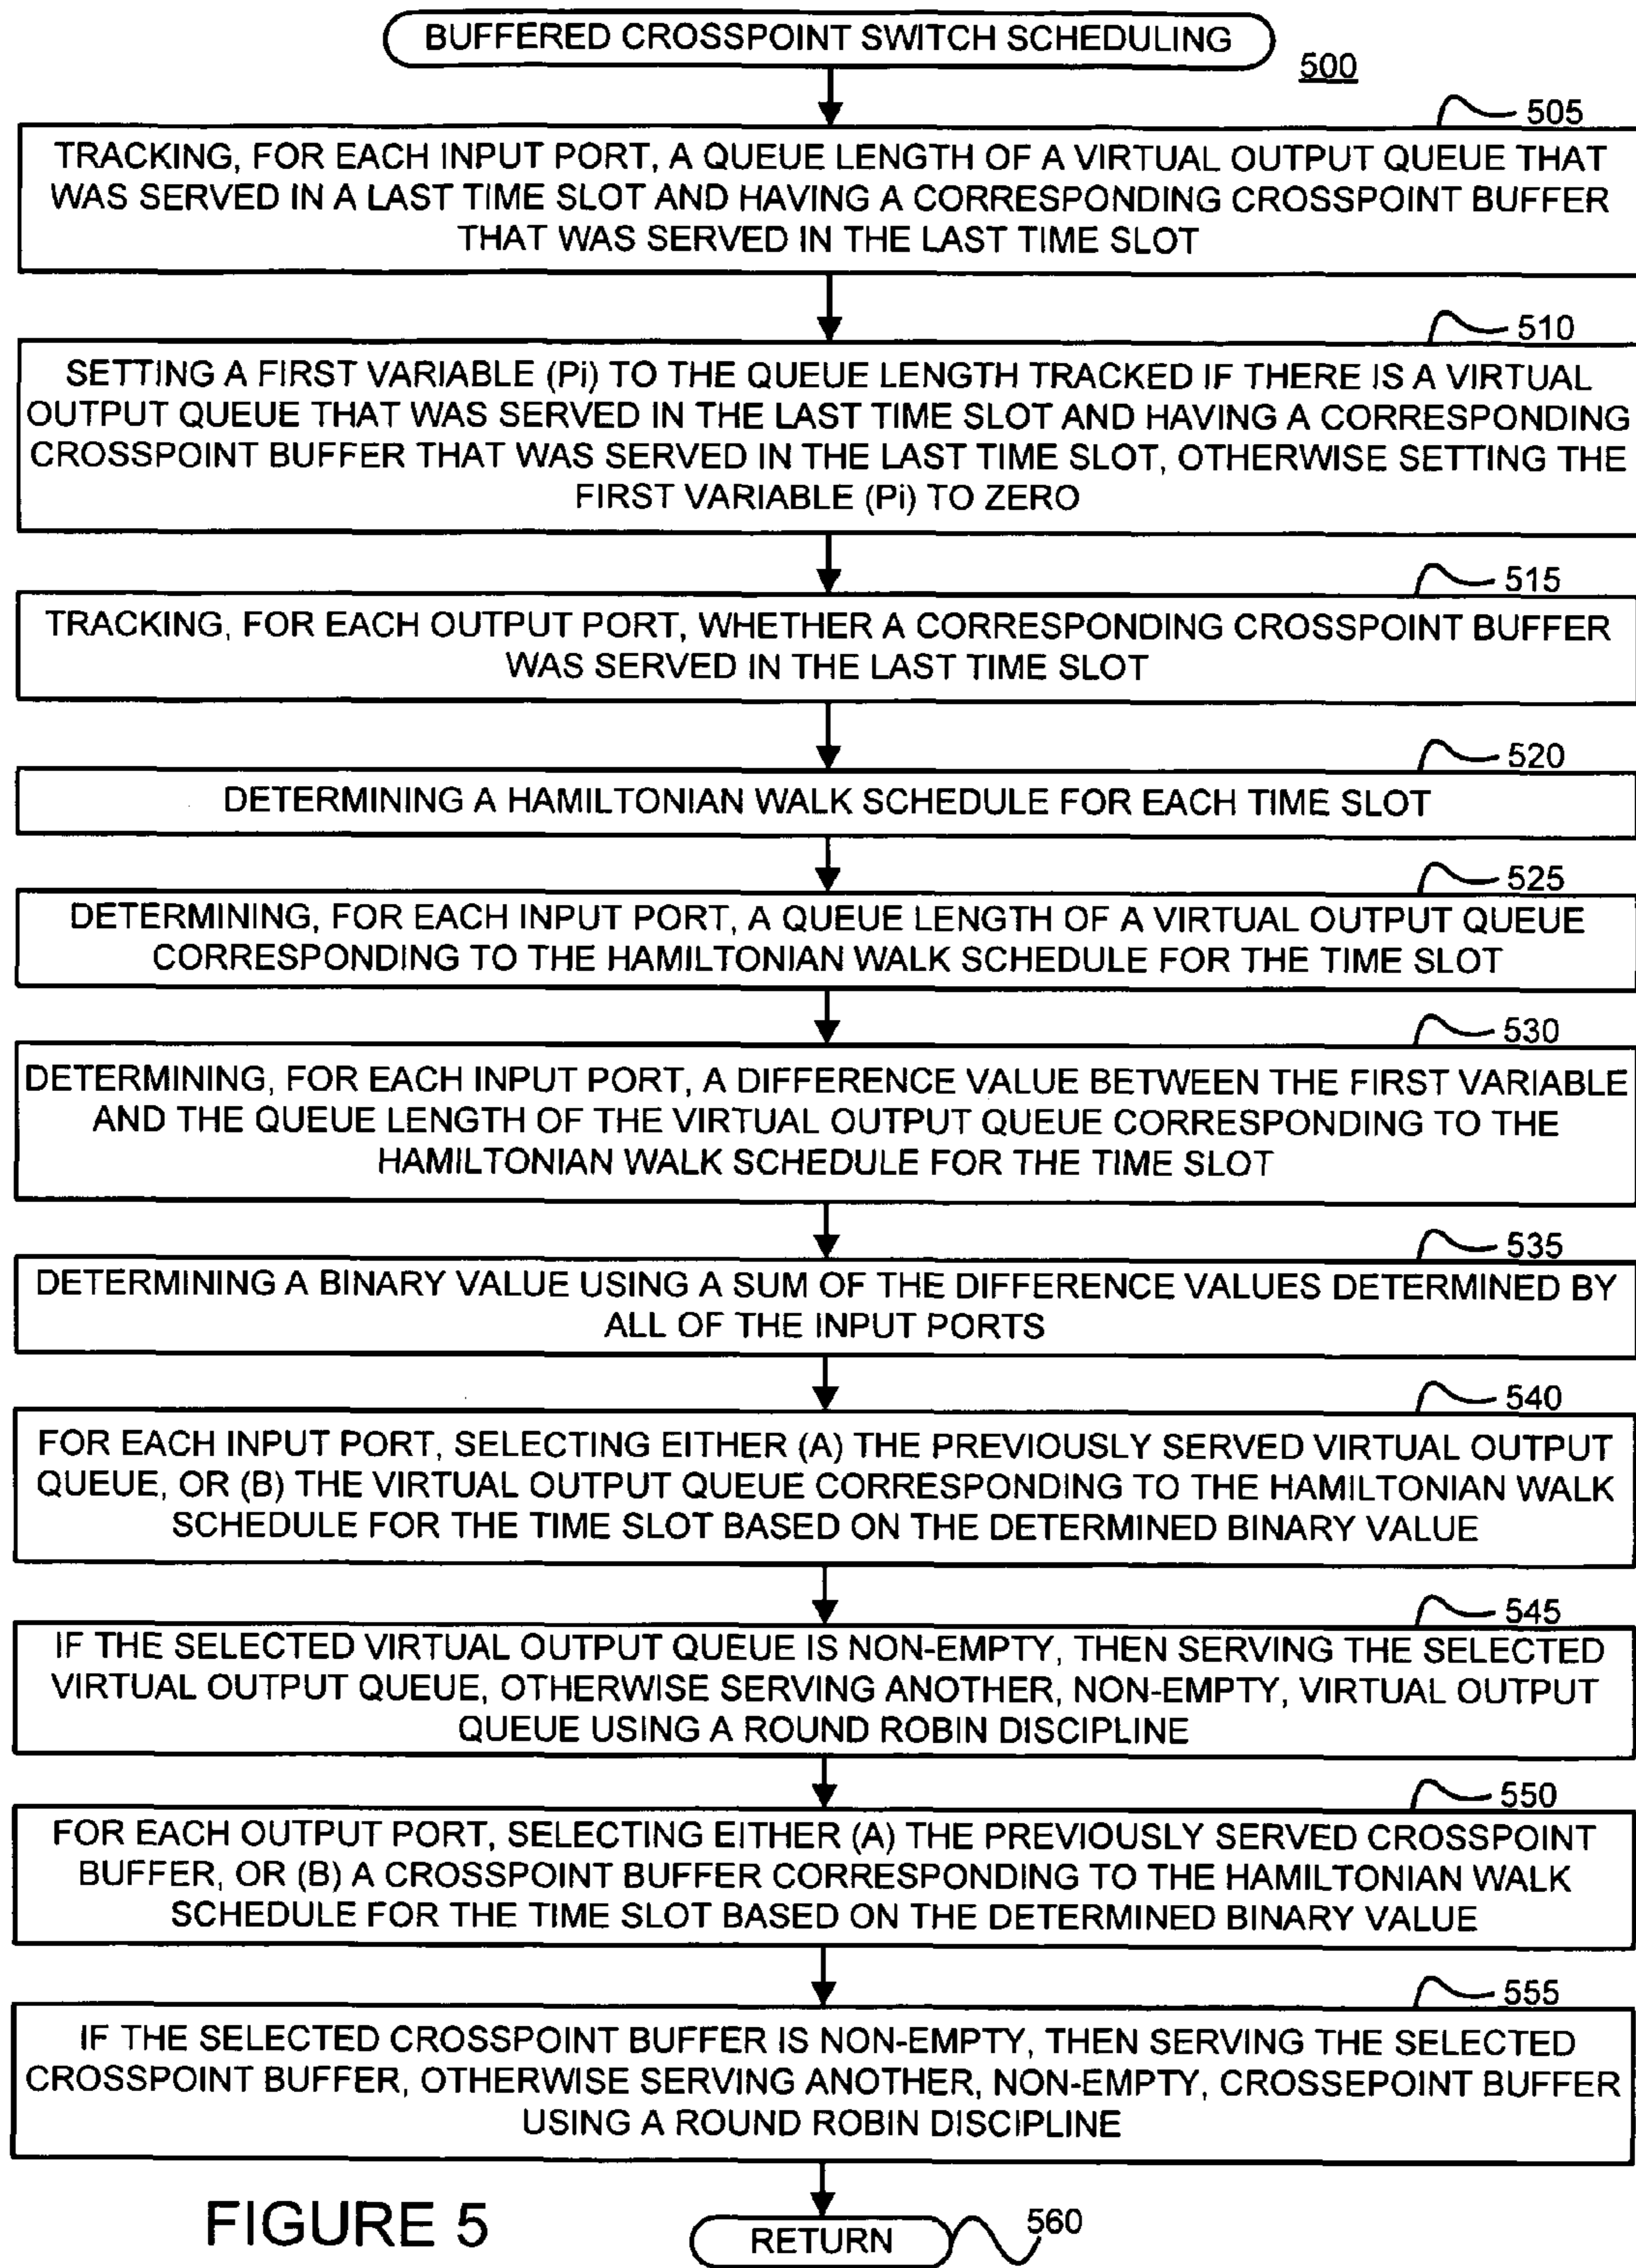 BUFFERED CROSSPOINT SWITCH SCHEDULING
500
505
TRACKING, FOR EACH INPUT PORT, A QUEUE LENGTH OF A VIRTUAL OUTPUT QUEUE THAT
WAS SERVED IN A LAST TIME SLOT AND HAVING A CORRESPONDING CROSSPOINT BUFFER
THAT WAS SERVED IN THE LAST TIME SLOT
510
SETTING A FIRST VARIABLE (Pi) TO THE QUEUE LENGTH TRACKED IF THERE IS A VIRTUAL
OUTPUT QUEUE THAT WAS SERVED IN THE LAST TIME SLOT AND HAVING A CORRESPONDING
CROSSPOINT BUFFER THAT WAS SERVED IN THE LAST TIME SLOT, OTHERWISE SETTING THE
FIRST VARIABLE (Pi) TO ZERO
515
TRACKING, FOR EACH OUTPUT PORT, WHETHER A CORRESPONDING CROSSPOINT BUFFER
WAS SERVED IN THE LAST TIME SLOT
520
DETERMINING A HAMILTONIAN WALK SCHEDULE FOR EACH TIME SLOT
525
DETERMINING, FOR EACH INPUT PORT, A QUEUE LENGTH OF A VIRTUAL OUTPUT QUEUE
CORRESPONDING TO THE HAMILTONIAN WALK SCHEDULE FOR THE TIME SLOT
530
DETERMINING, FOR EACH INPUT PORT, A DIFFERENCE VALUE BETWEEN THE FIRST VARIABLE
AND THE QUEUE LENGTH OF THE VIRTUAL OUTPUT QUEUE CORRESPONDING TO THE
HAMILTONIAN WALK SCHEDULE FOR THE TIME SLOT
535
DETERMINING A BINARY VALUE USING A SUM OF THE DIFFERENCE VALUES DETERMINED BY
ALL OF THE INPUT PORTS
540
FOR EACH INPUT PORT, SELECTING EITHER (A) THE PREVIOUSLY SERVED VIRTUAL OUTPUT
QUEUE, OR (B) THE VIRTUAL OUTPUT QUEUE CORRESPONDING TO THE HAMILTONIAN WALK
SCHEDULE FOR THE TIME SLOT BASED ON THE DETERMINED BINARY VALUE
545
IF THE SELECTED VIRTUAL OUTPUT QUEUE IS NON-EMPTY, THEN SERVING THE SELECTED
VIRTUAL OUTPUT QUEUE, OTHERWISE SERVING ANOTHER, NON-EMPTY, VIRTUAL OUTPUT
QUEUE USING A ROUND ROBIN DISCIPLINE
550
FOR EACH OUTPUT PORT, SELECTING EITHER (A) THE PREVIOUSLY SERVED CROSSPOINT
BUFFER, OR (B) A CROSSPOINT BUFFER CORRESPONDING TO THE HAMILTONIAN WALK
SCHEDULE FOR THE TIME SLOT BASED ON THE DETERMINED BINARY VALUE
555
IF THE SELECTED CROSSPOINT BUFFER IS NON-EMPTY, THEN SERVING THE SELECTED
CROSSPOINT BUFFER, OTHERWISE SERVING ANOTHER, NON-EMPTY, CROSSEPOINT BUFFER
USING A ROUND ROBIN DISCIPLINE
FIGURE 5
RETURN
560